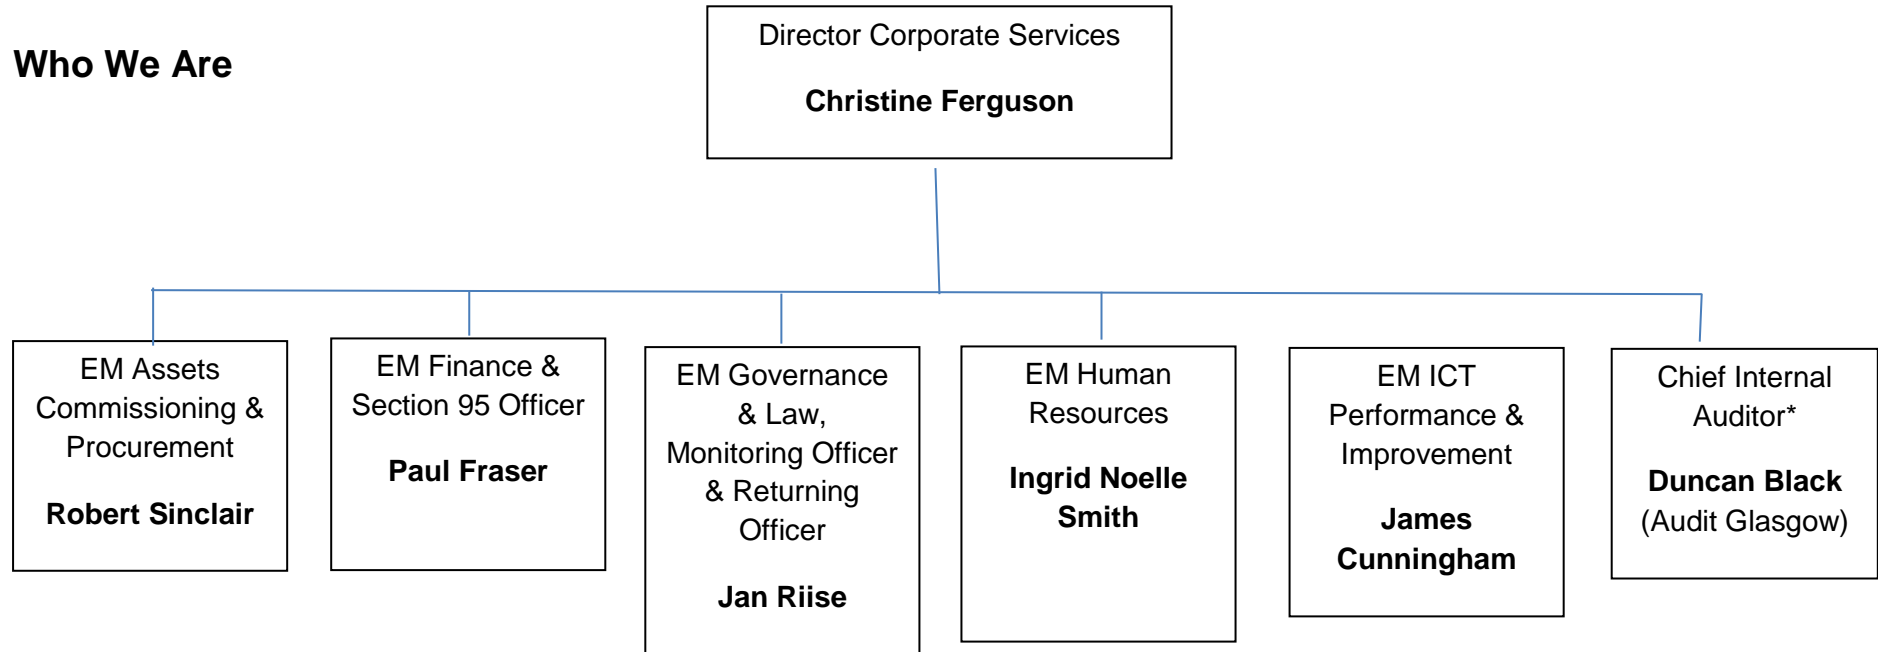 Who We Are
Director Corporate Services
Christine Ferguson
EM Assets
Commissioning &
Procurement
Robert Sinclair
EM Finance &
Section 95 Officer
Paul Fraser
EM Governance
& Law,
Monitoring Officer
& Returning
Officer
Jan Riise
EM Human
Resources
Ingrid Noelle
Smith
EM ICT
Performance &
Improvement
James
Cunningham
Chief Internal
Auditor*
Duncan Black
(Audit Glasgow)